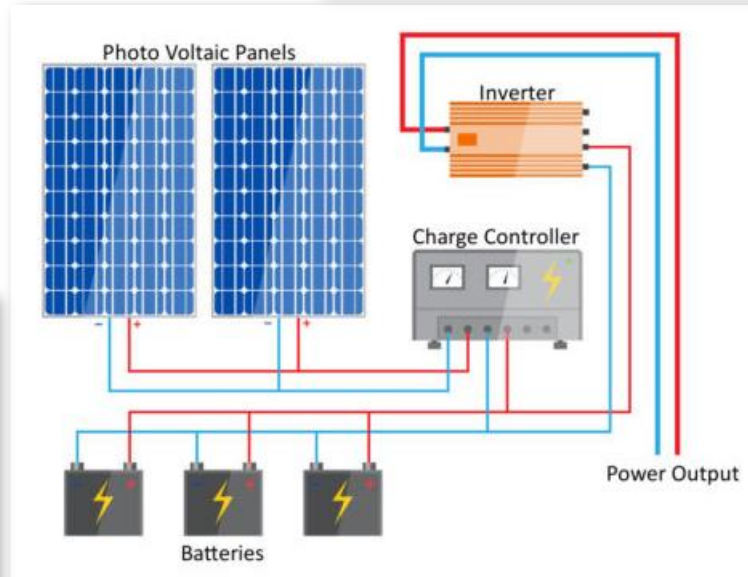 Photo Voltaic Panels
Inverter
Charge Controller
- +
- +
- + - + - +
Batteries
Power Output